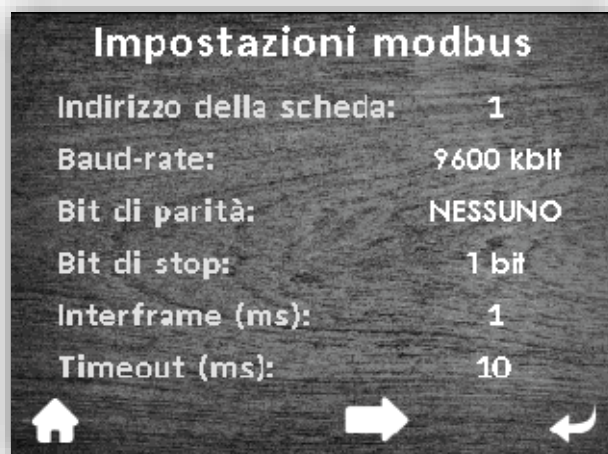 Impostazioni modbus
Indirizzo della scheda: 1
Baud-rate: 9600 kbit
Bit di parità: NESSUNO
Bit di stop: 1 bit
Interframe (ms): 1
Timeout (ms): 10